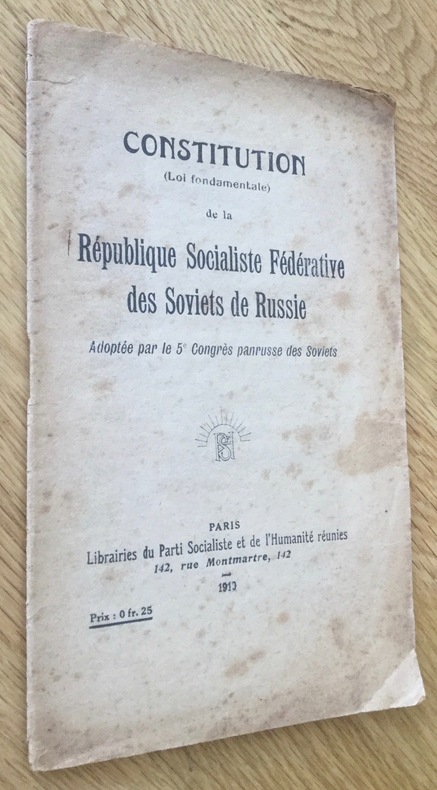 CONSTITUTION
(Loi fondamentale)
de la
République Socialiste Fédérative
des Soviets de Russie
Adoptée par le 5e Congrès panrusse des Soviets
PARIS
Librairies du Parti Socialiste et de l'Humanité réunies
142, rue Montmartre, 142
1919
Prix : 0 fr. 25